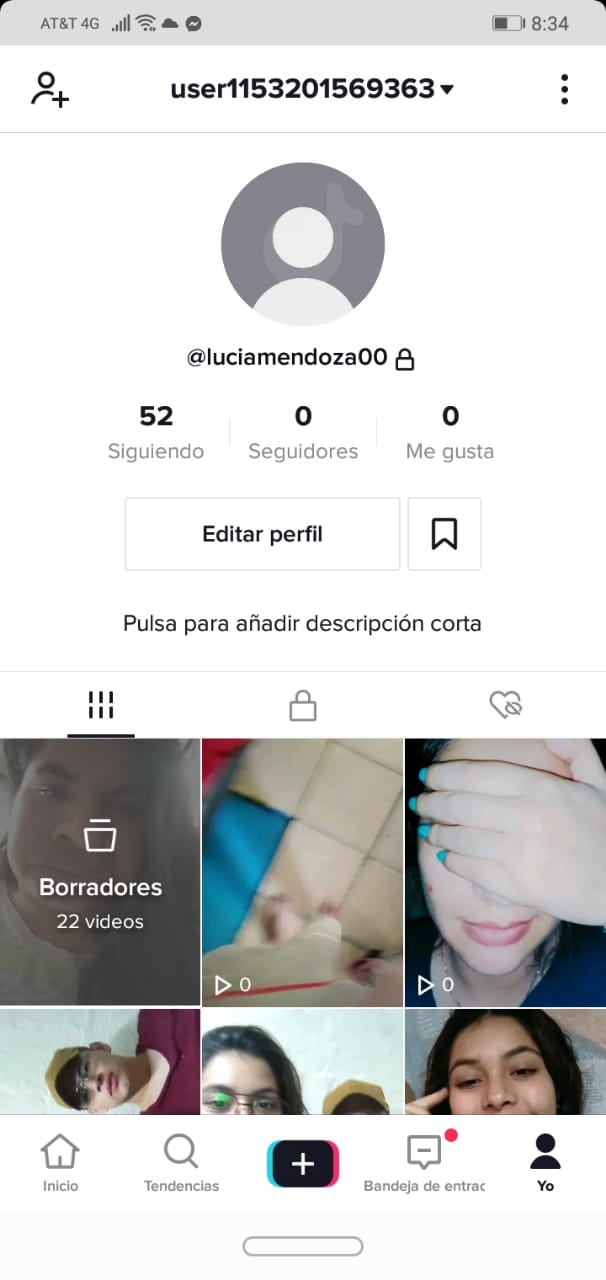 AT&T 4G 8:34
user1153201569363
@luciamendoza00
52 0 0
Siguiendo Seguidores Me gusta
Editar perfil
Pulsa para añadir descripción corta
Borradores
22 videos
0 0
Inicio Tendencias Bandeja de entrac Yo